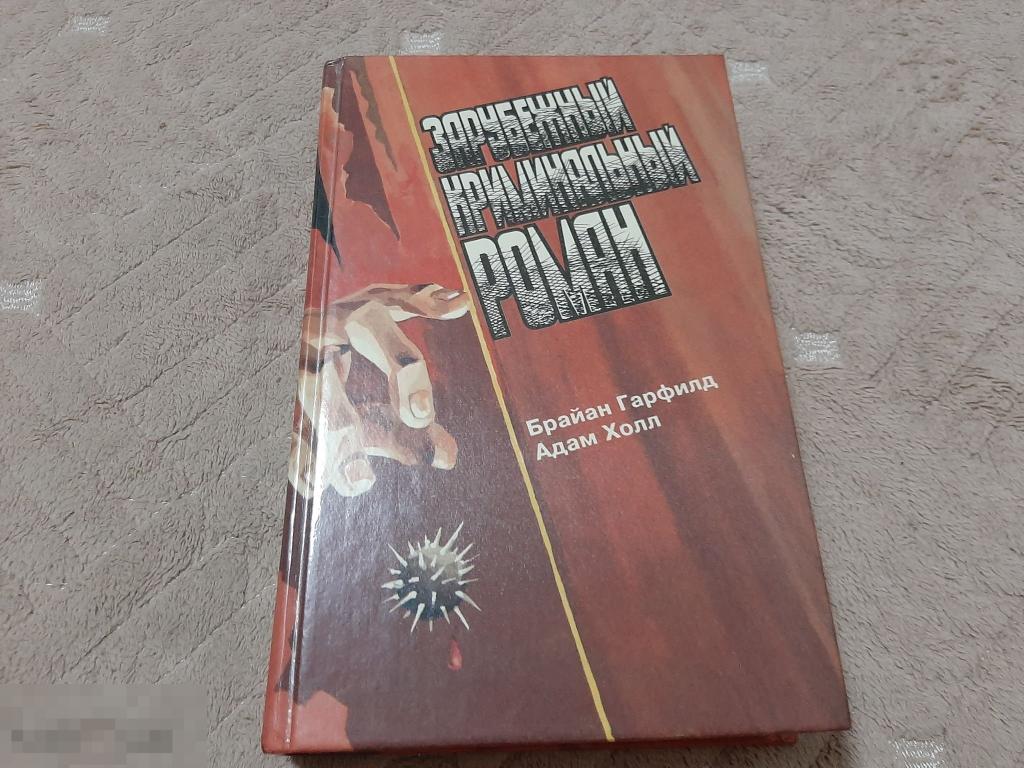 ЗАРУБЕЖНЫЙ
КРИМИНАЛЬНЫЙ
РОМАН
Брайан Гарфилд
Адам Холл